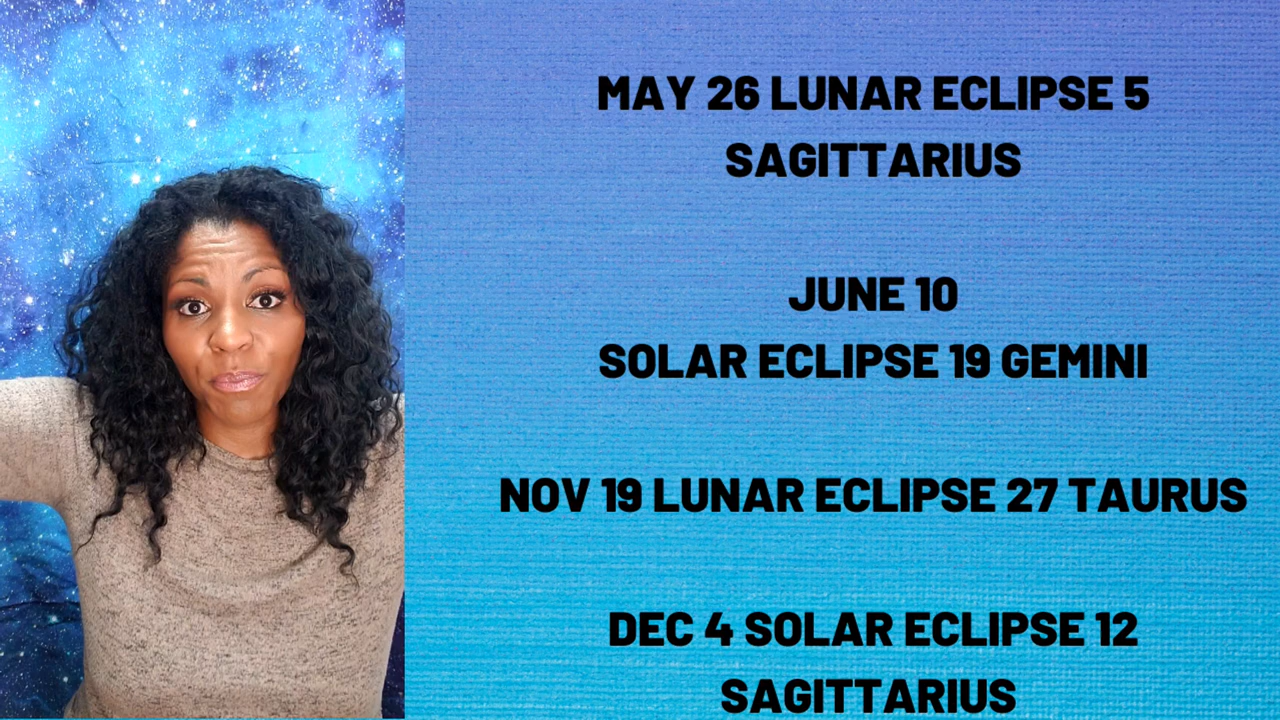 MAY 26 LUNAR ECLIPSE 5
SAGITTARIUS
JUNE 10
SOLAR ECLIPSE 19 GEMINI
NOV 19 LUNAR ECLIPSE 27 TAURUS
DEC 4 SOLAR ECLIPSE 12
SAGITTARIUS